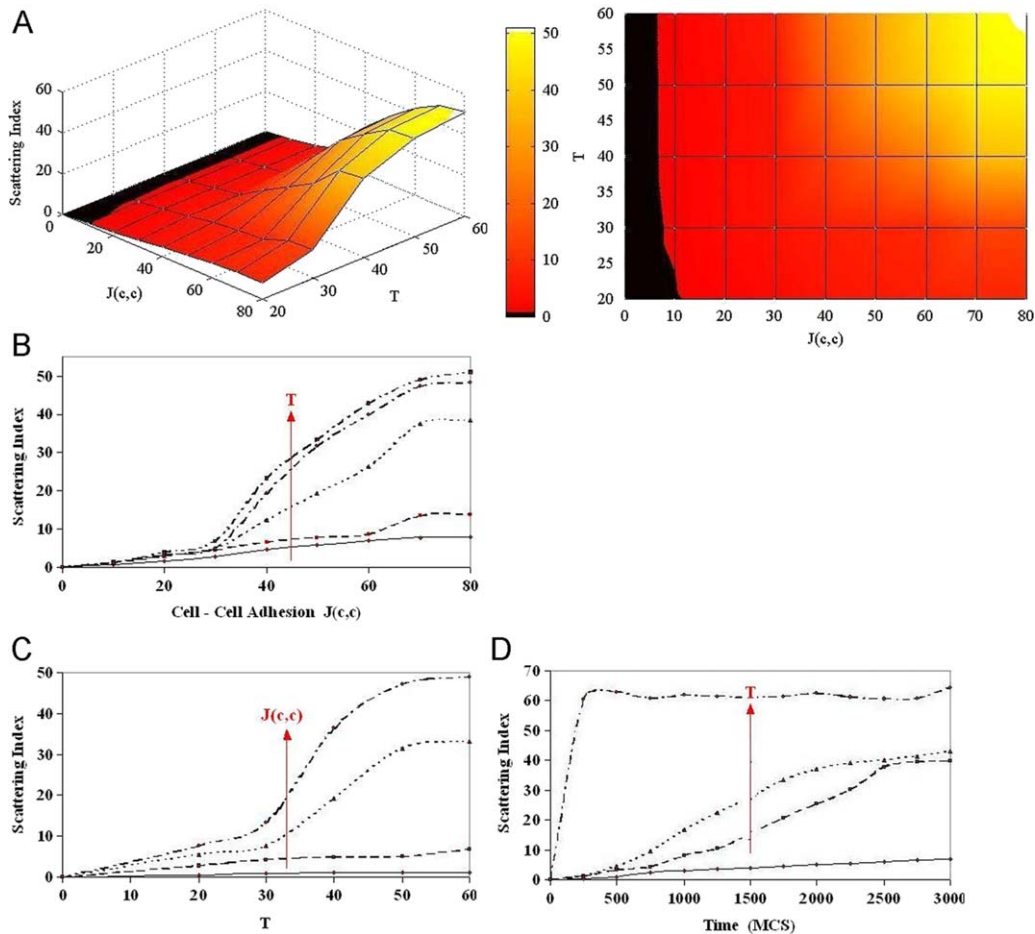 A
60
40
20
0
Scattering Index
0
20
40
60
80
J(c,c)
20
30
40
50
60
T
50
40
30
20
10
0
60
55
50
45
40
35
30
25
20
T
0 10 20 30 40 50 60 70 80
J(c,c)
B
50
40
30
20
10
0
Scattering Index
T
0 20 40 60 80
Cell - Cell Adhesion J(c,c)
C
50
40
30
20
10
0
Scattering Index
J(c,c)
0 10 20 30 40 50 60
T
D
70
60
50
40
30
20
10
0
Scattering Index
T
0 500 1000 1500 2000 2500 3000
Time (MCS)